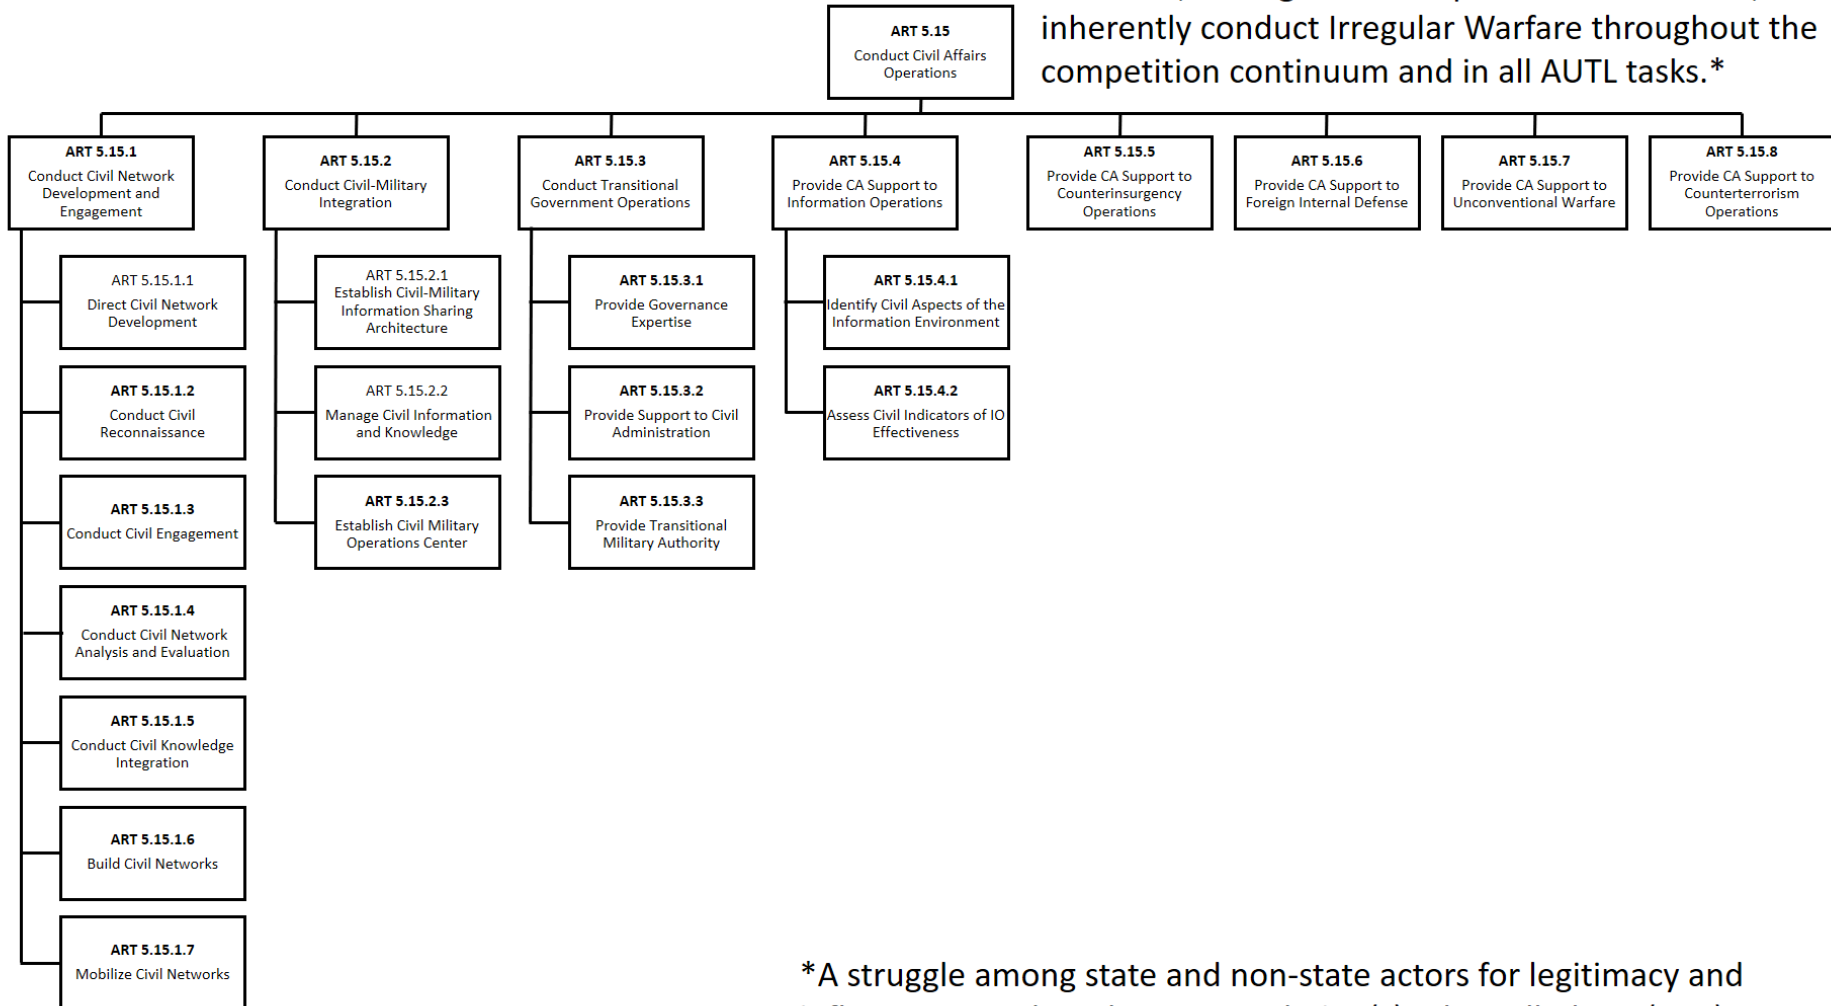 inherently conduct Irregular Warfare throughout the
competition continuum and in all AUTL tasks.*
ART 5.15
Conduct Civil Affairs
Operations
ART 5.15.1
Conduct Civil Network
Development and
Engagement
ART 5.15.2
Conduct Civil-Military
Integration
ART 5.15.3
Conduct Transitional
Government Operations
ART 5.15.4
Provide CA Support to
Information Operations
ART 5.15.5
Provide CA Support to
Counterinsurgency
Operations
ART 5.15.6
Provide CA Support to
Foreign Internal Defense
ART 5.15.7
Provide CA Support to
Unconventional Warfare
ART 5.15.8
Provide CA Support to
Counterterrorism
Operations
ART 5.15.1.1
Direct Civil Network
Development
ART 5.15.1.2
Conduct Civil
Reconnaissance
ART 5.15.1.3
Conduct Civil Engagement
ART 5.15.1.4
Conduct Civil Network
Analysis and Evaluation
ART 5.15.1.5
Conduct Civil Knowledge
Integration
ART 5.15.1.6
Build Civil Networks
ART 5.15.1.7
Mobilize Civil Networks
ART 5.15.2.1
Establish Civil-Military
Information Sharing
Architecture
ART 5.15.2.2
Manage Civil Information
and Knowledge
ART 5.15.2.3
Establish Civil Military
Operations Center
ART 5.15.3.1
Provide Governance
Expertise
ART 5.15.3.2
Provide Support to Civil
Administration
ART 5.15.3.3
Provide Transitional
Military Authority
ART 5.15.4.1
Identify Civil Aspects of the
Information Environment
ART 5.15.4.2
Assess Civil Indicators of IO
Effectiveness
*A struggle among state and non-state actors for legitimacy and